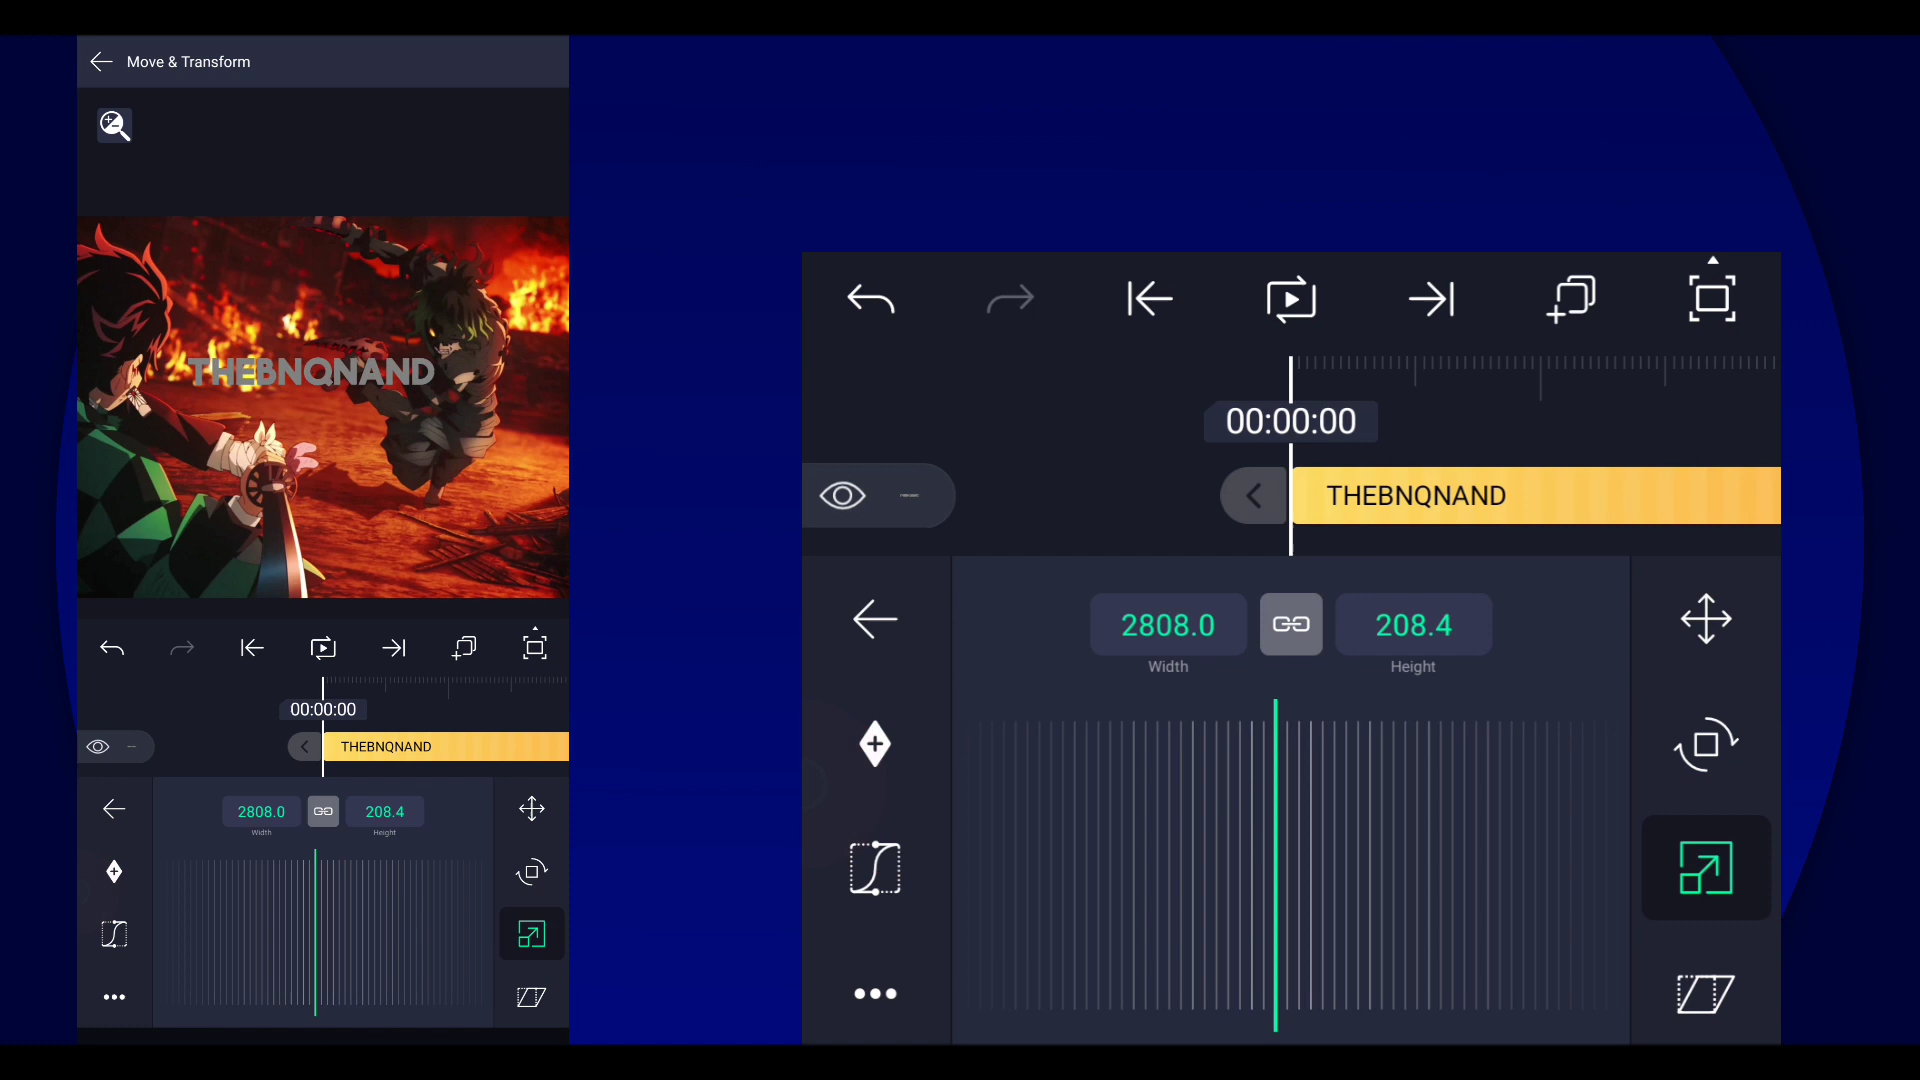 Move & Transform
THEBNQNAND
00:00:00
THEBNQNAND
2808.0
208.4
Width
Height
00:00:00
THEBNQNAND
2808.0
208.4
Width
Height